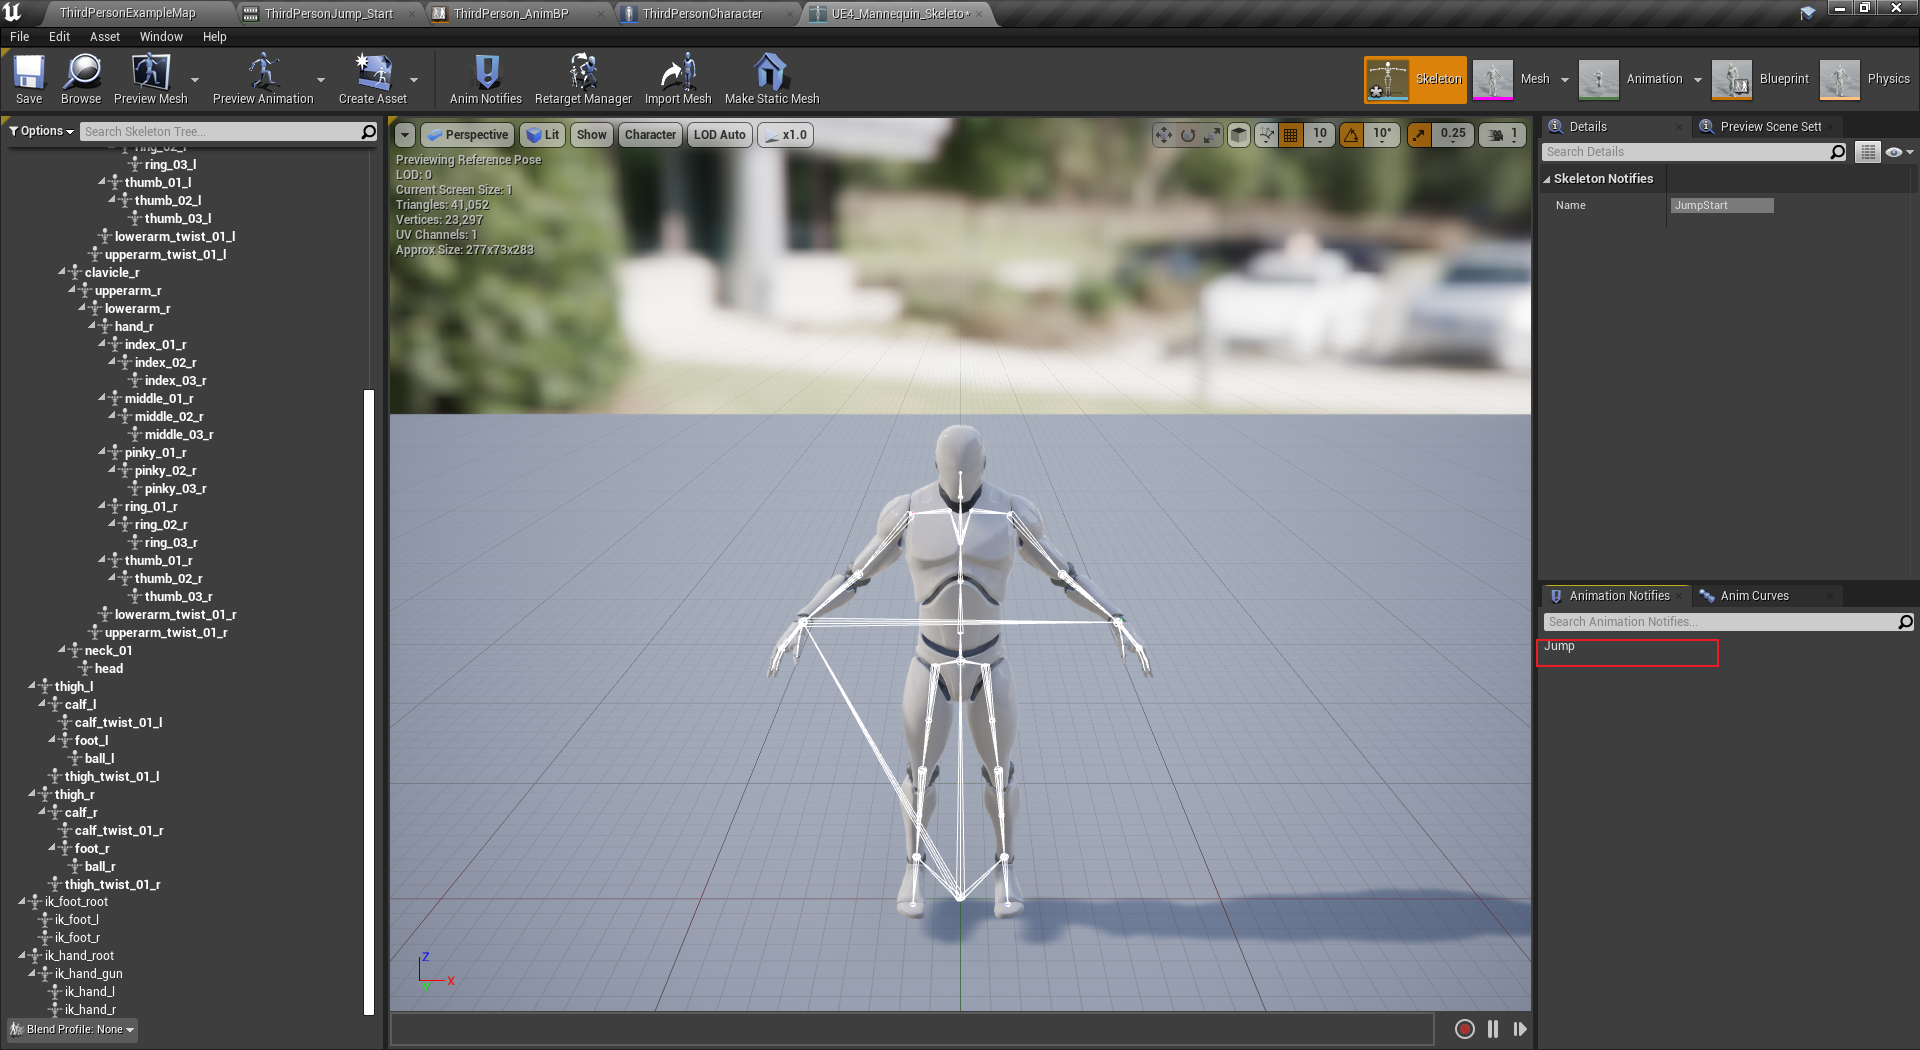 ThirdPersonExampleMap
ThirdPersonJump_Start
ThirdPerson_AnimBP
ThirdPersonCharacter
UE4_Mannequin_Skeleto*
File Edit Asset Window Help
Save
Browse
Preview Mesh
Preview Animation
Create Asset
Anim Notifies
Retarget Manager
Import Mesh
Make Static Mesh
Skeleton
Mesh
Animation
Blueprint
Physics
Options
Search Skeleton Tree...
ring_02_l
ring_03_l
thumb_01_l
thumb_02_l
thumb_03_l
lowerarm_twist_01_l
upperarm_twist_01_l
clavicle_r
upperarm_r
lowerarm_r
hand_r
index_01_r
index_02_r
index_03_r
middle_01_r
middle_02_r
middle_03_r
pinky_01_r
pinky_02_r
pinky_03_r
ring_01_r
ring_02_r
ring_03_r
thumb_01_r
thumb_02_r
thumb_03_r
lowerarm_twist_01_r
upperarm_twist_01_r
neck_01
head
thigh_l
calf_l
calf_twist_01_l
foot_l
ball_l
thigh_twist_01_l
thigh_r
calf_r
calf_twist_01_r
foot_r
ball_r
thigh_twist_01_r
ik_foot_root
ik_foot_l
ik_foot_r
ik_hand_root
ik_hand_gun
ik_hand_l
ik_hand_r
Blend Profile: None
Perspective Lit Show Character LOD Auto x1.0
10 10° 0.25 1
Previewing Reference Pose
LOD: 0
Current Screen Size: 1
Triangles: 41,052
Vertices: 23,297
UV Channels: 1
Approx Size: 277x73x283
Z
X
Y
Details
Preview Scene Sett
Search Details
Skeleton Notifies
Name JumpStart
Animation Notifies
Anim Curves
Search Animation Notifies...
Jump